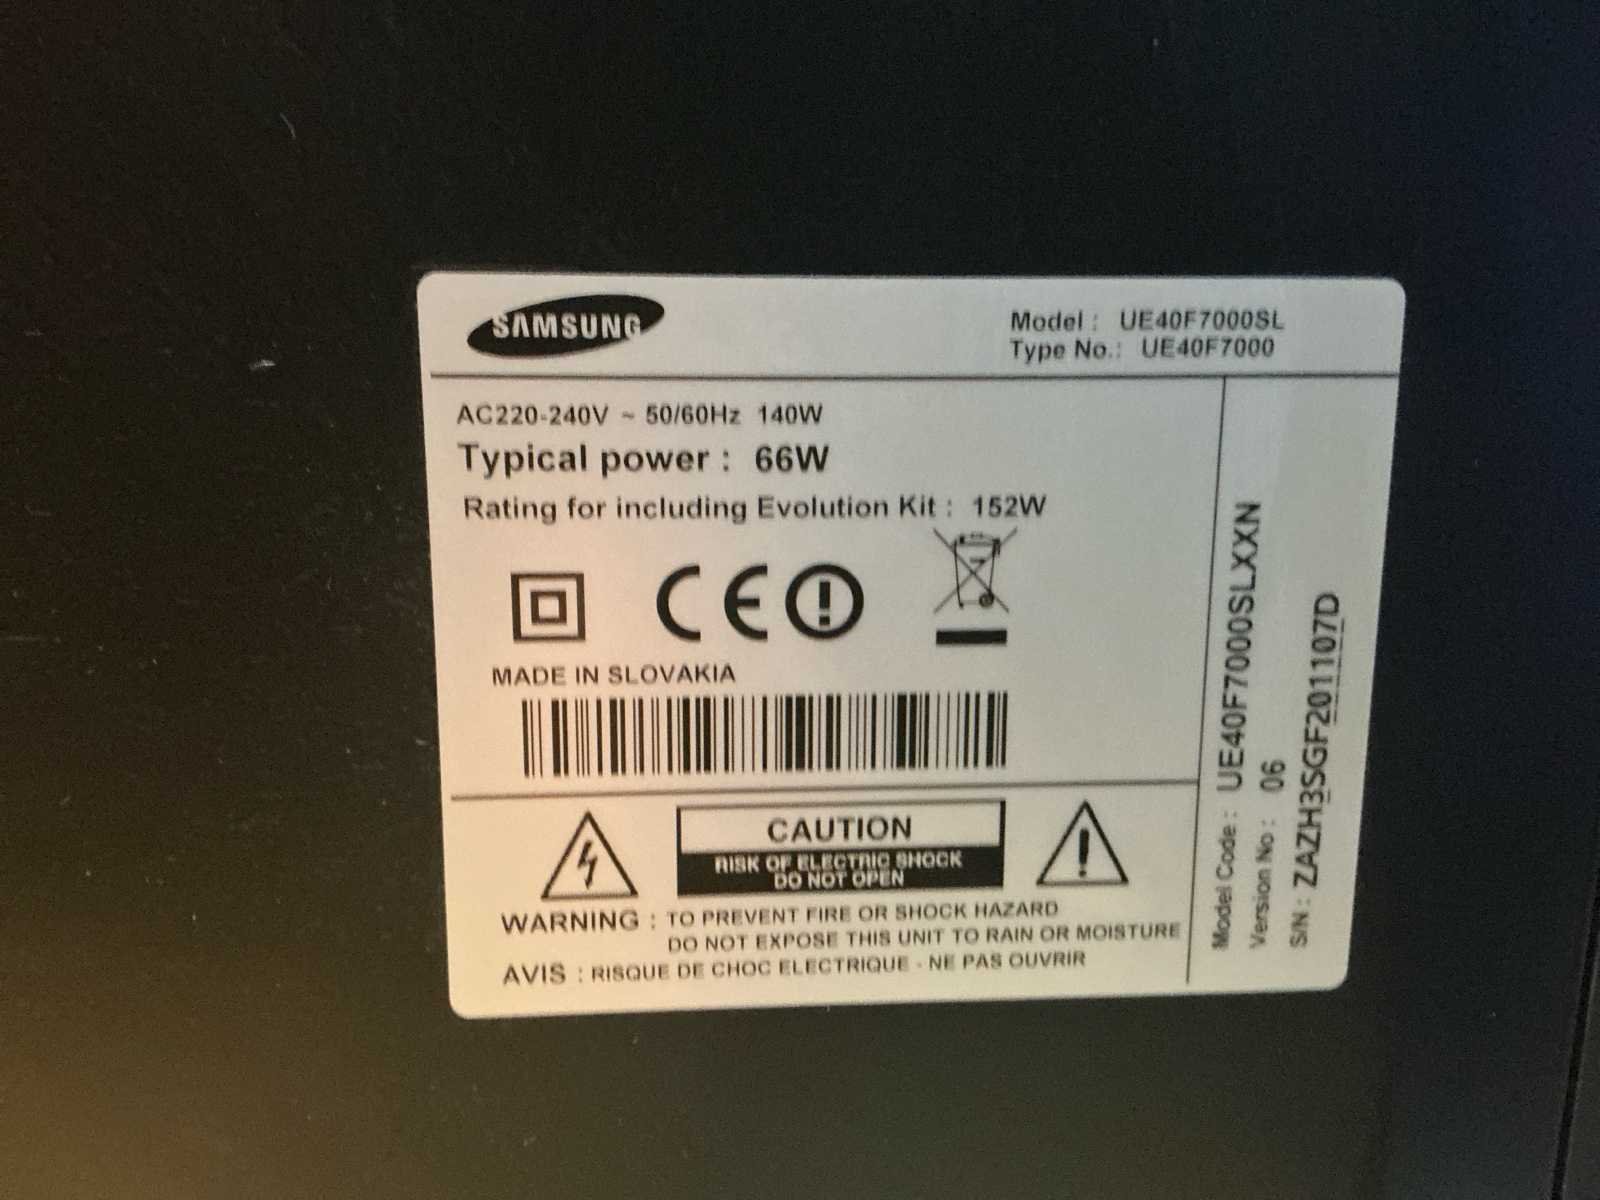 SAMSUNG
Model : UE40F7000SL
Type No.: UE40F7000
AC220-240V ~ 50/60Hz 140W
Typical power : 66W
Rating for including Evolution Kit : 152W
CE
MADE IN SLOVAKIA
CAUTION
RISK OF ELECTRIC SHOCK
DO NOT OPEN
WARNING : TO PREVENT FIRE OR SHOCK HAZARD
DO NOT EXPOSE THIS UNIT TO RAIN OR MOISTURE
AVIS : RISQUE DE CHOC ELECTRIQUE - NE PAS OUVRIR
Model Code : UE40F7000SLXXN
Version No : 06
S/N : ZAZH3SGF201107D